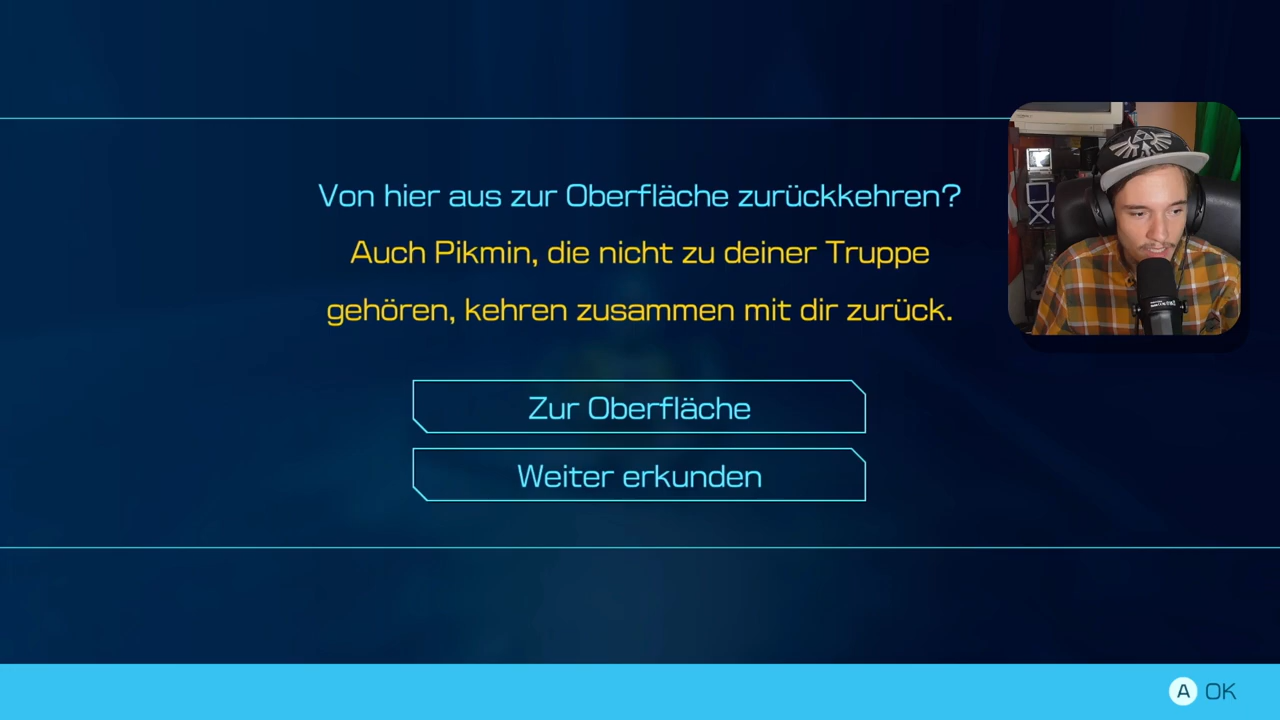 Von hier aus zur Oberfläche zurückkehren?
Auch Pikmin, die nicht zu deiner Truppe
gehören, kehren zusammen mit dir zurück.
Zur Oberfläche
Weiter erkunden
A OK